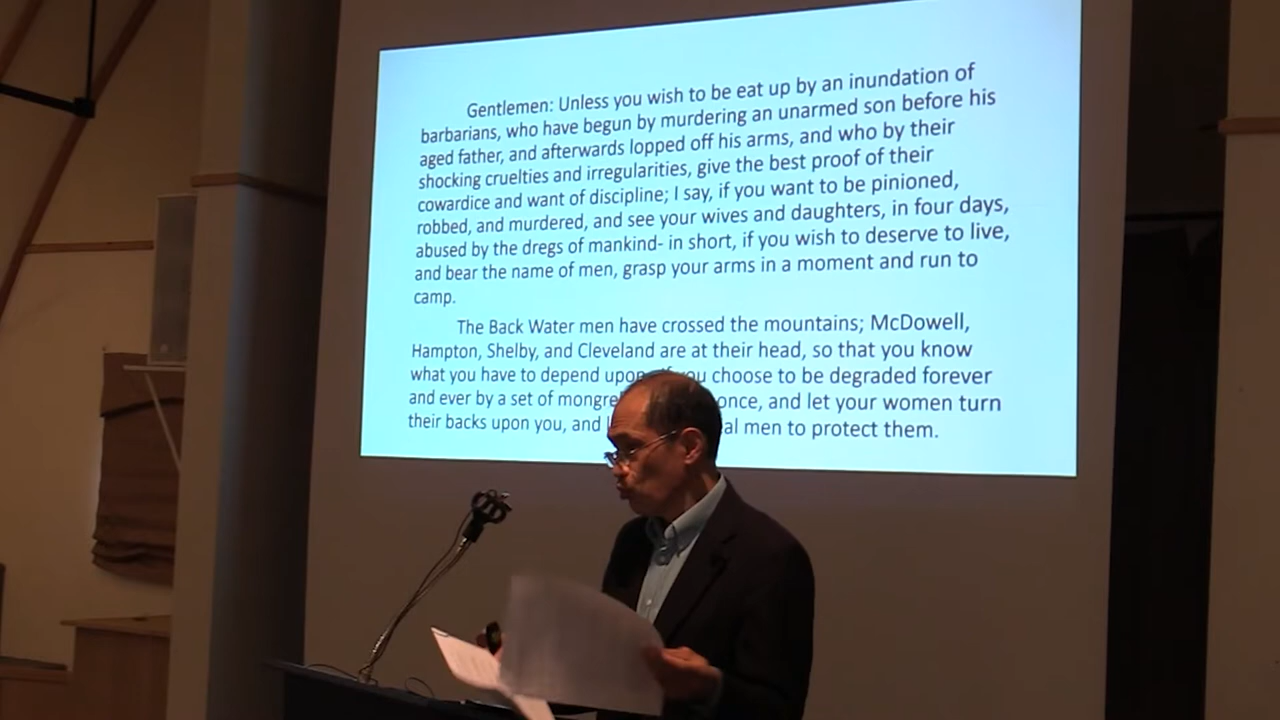 Gentlemen: Unless you wish to be eat up by an inundation of
barbarians, who have begun by murdering an unarmed son before his
aged father, and afterwards lopped off his arms, and who by their
shocking cruelties and irregularities, give the best proof of their
cowardice and want of discipline; I say, if you want to be pinioned,
robbed, and murdered, and see your wives and daughters, in four days,
abused by the dregs of mankind- in short, if you wish to deserve to live,
and bear the name of men, grasp your arms in a moment and run to
camp.
The Back Water men have crossed the mountains; McDowell,
Hampton, Shelby, and Cleveland are at their head, so that you know
what you have to depend you choose to be degraded forever
and ever by a set of once, and let your women turn
their backs upon you, and men to protect them.